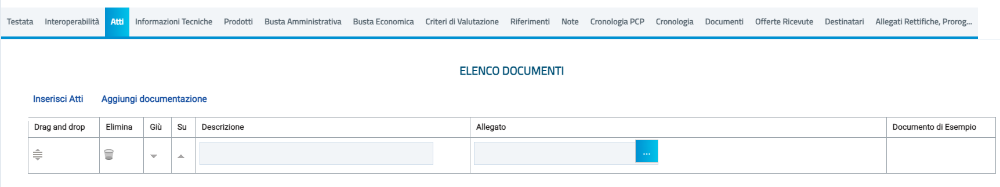 Testata Interoperabilità Atti Informazioni Tecniche Prodotti Busta Amministrativa Busta Economica Criteri di Valutazione Riferimenti Note Cronologia PCP Cronologia Documenti Offerte Ricevute Destinatari Allegati Rettifiche, Prorog...
ELENCO DOCUMENTI
Inserisci Atti Aggiungi documentazione
Drag and drop Elimina Giù Su Descrizione Allegato Documento di Esempio
...